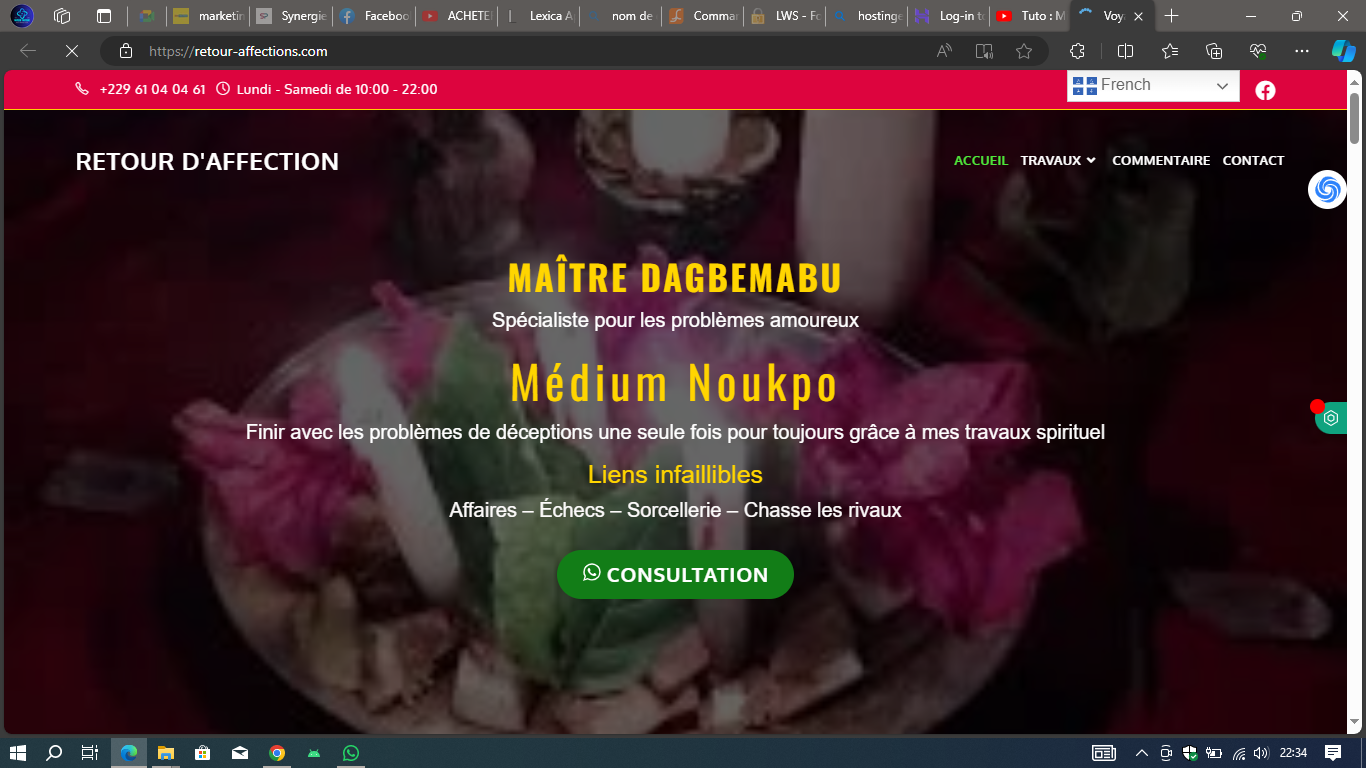 marketin
Synergie
Faceboo
ACHETER
Lexica A
nom de
Commar
LWS - Fo
hostinge
Log-in t
Tuto : M
Voya
https://retour-affections.com
+229 61 04 04 61 Lundi - Samedi de 10:00 - 22:00
French
RETOUR D'AFFECTION
ACCUEIL TRAVAUX COMMENTAIRE CONTACT
MAÎTRE DAGBEMABU
Spécialiste pour les problèmes amoureux
Médium Noukpo
Finir avec les problèmes de déceptions une seule fois pour toujours grâce à mes travaux spirituel
Liens infaillibles
Affaires – Échecs – Sorcellerie – Chasse les rivaux
CONSULTATION
22:34